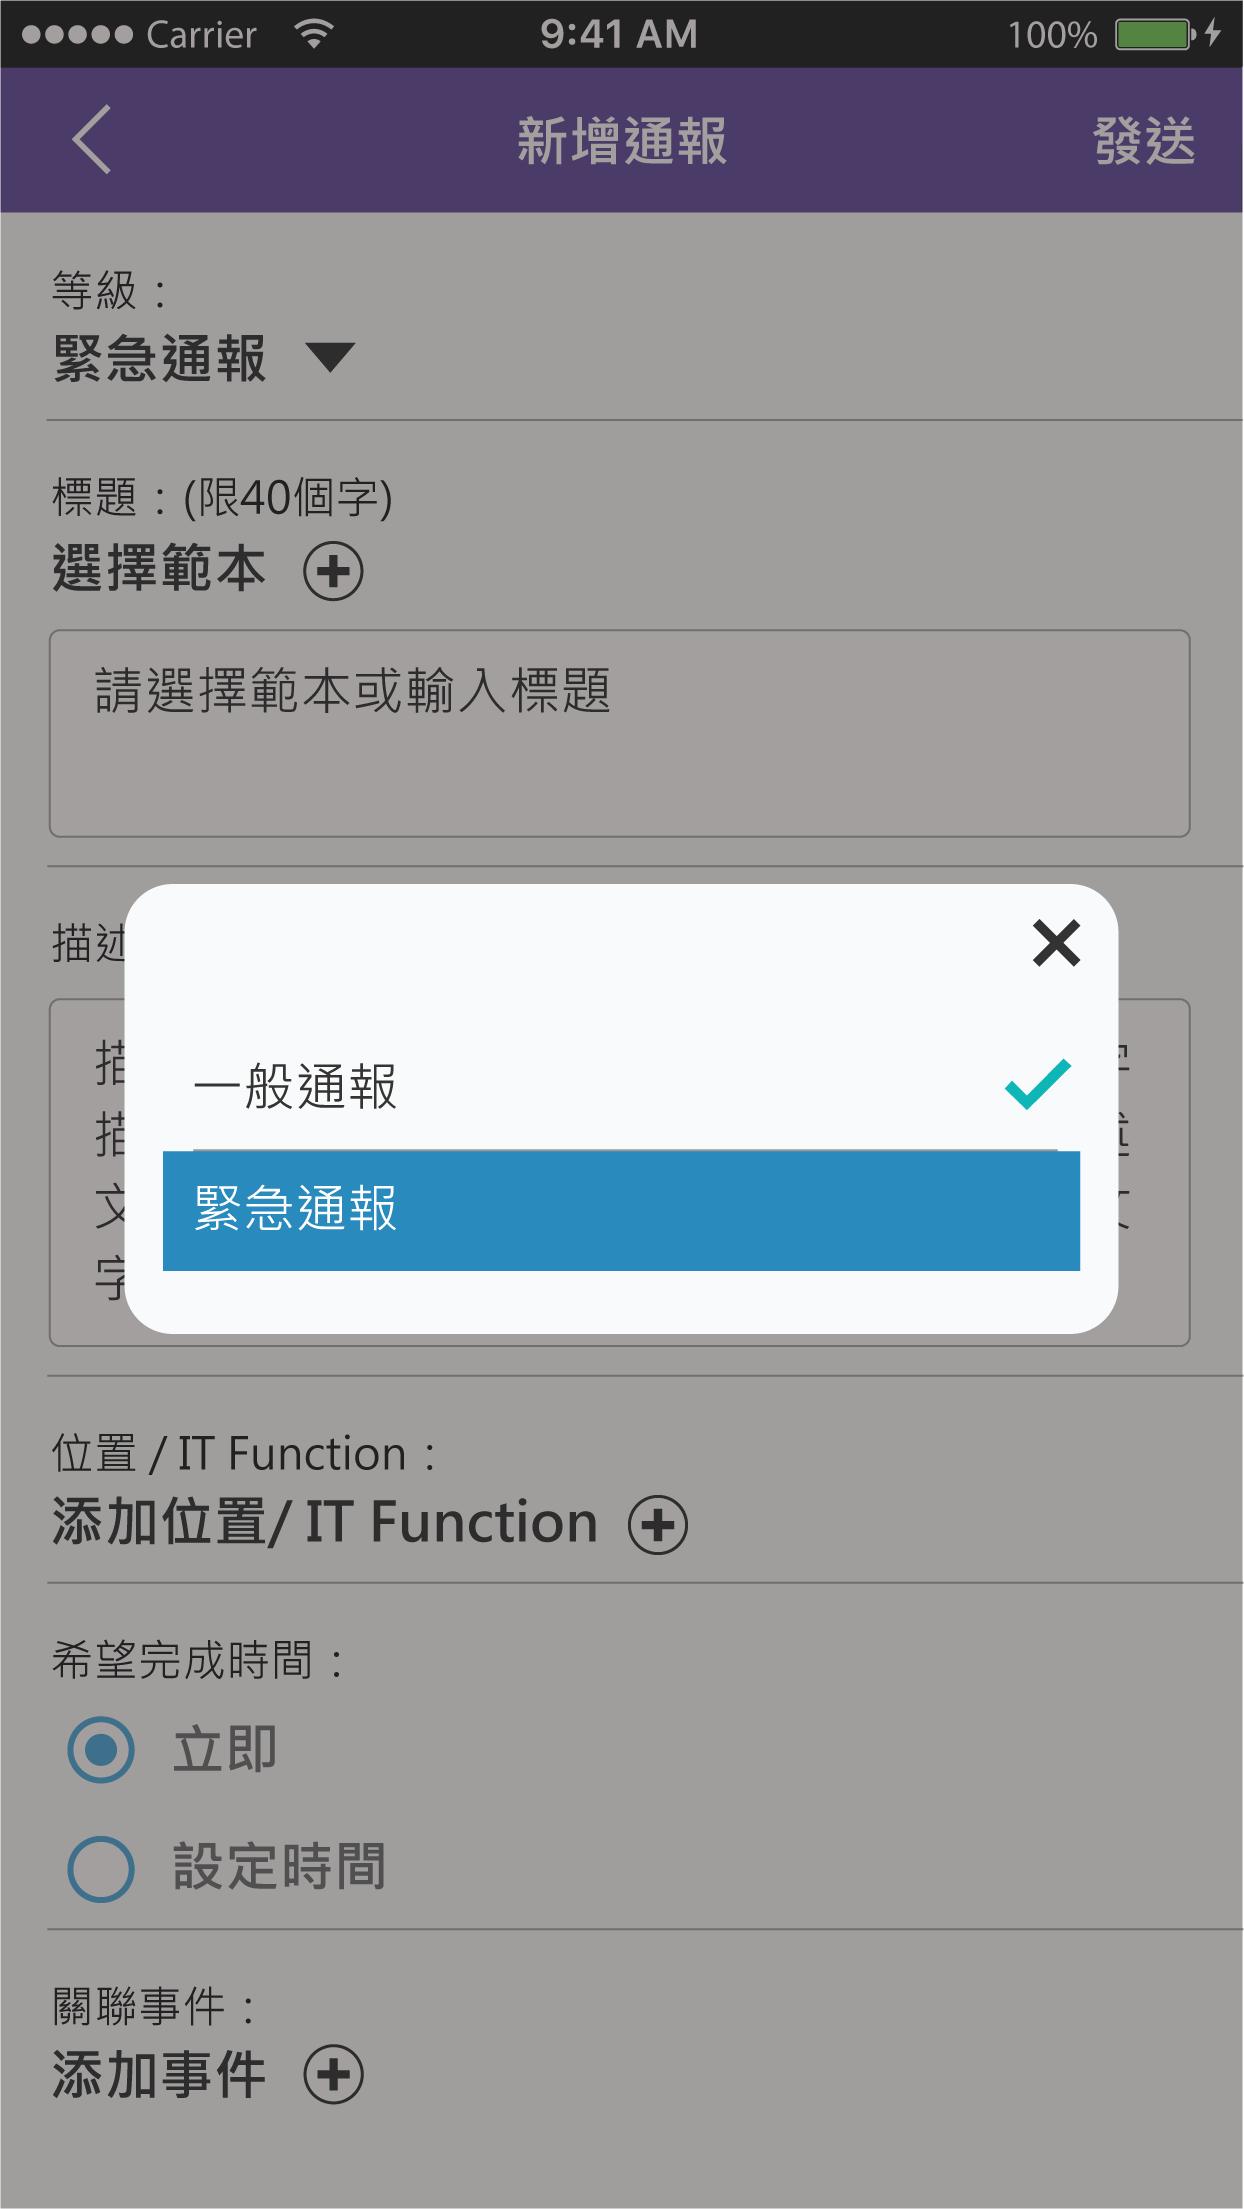 Carrier 9:41 AM 100%
新增通報 發送
等級：
緊急通報
標題：(限40個字)
選擇範本
請選擇範本或輸入標題
描述
一般通報
緊急通報
文
字
位置 / IT Function：
添加位置/ IT Function
希望完成時間：
立即
設定時間
關聯事件：
添加事件